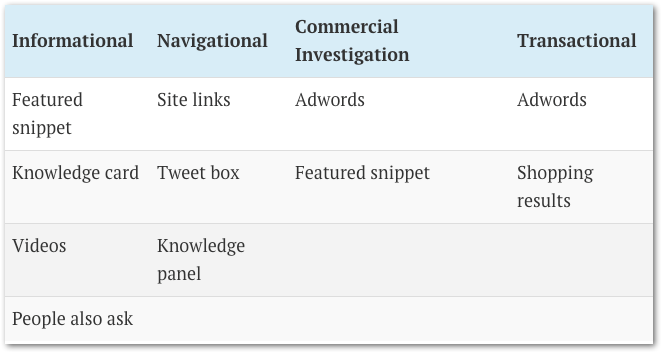 Informational Navigational Commercial Investigation Transactional
Featured snippet Site links Adwords Adwords
Knowledge card Tweet box Featured snippet Shopping results
Videos Knowledge panel
People also ask